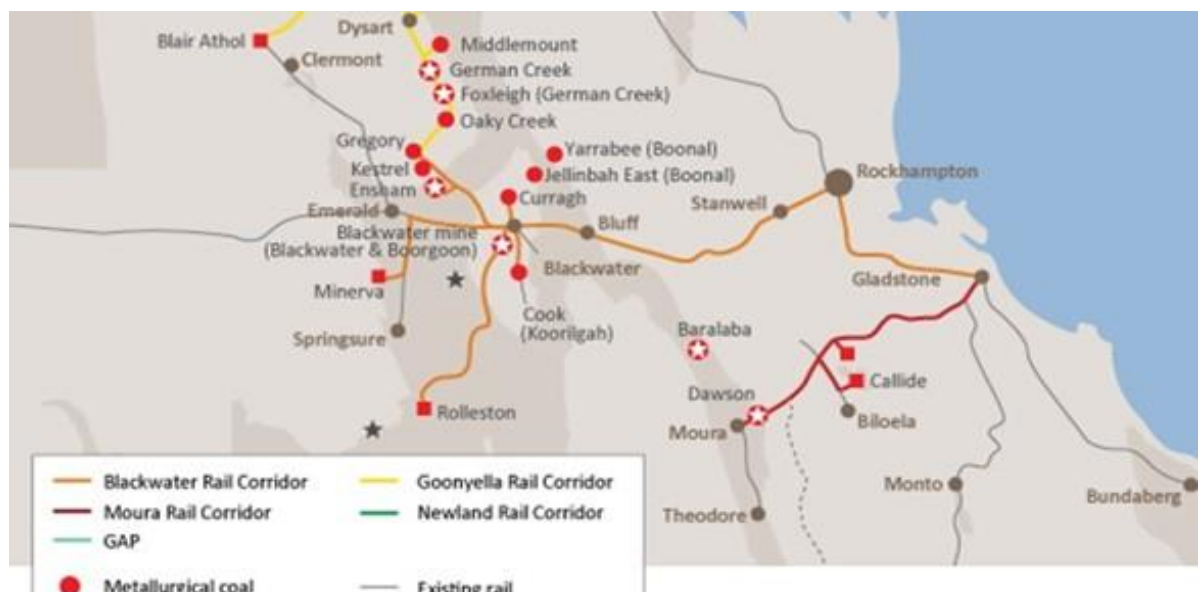 Dysart
Blair Athol
Middlemount
Clermont
German Creek
Foxleigh (German Creek)
Oaky Creek
Gregory
Yarrabee (Boonal)
Kestrel
Jellinbah East (Boonal)
Rockhampton
Ensham
Curragh
Stanwell
Emerald
Bluff
Blackwater mine
(Blackwater & Boorgoon)
Blackwater
Gladstone
Minerva
Cook
(Koorilgah)
Springsure
Baralaba
Callide
Dawson
Rolleston
Biloela
Moura
Blackwater Rail Corridor
Goonyella Rail Corridor
Monto
Bundaberg
Moura Rail Corridor
Newland Rail Corridor
Theodore
GAP
Metallurgical coal
Existing rail